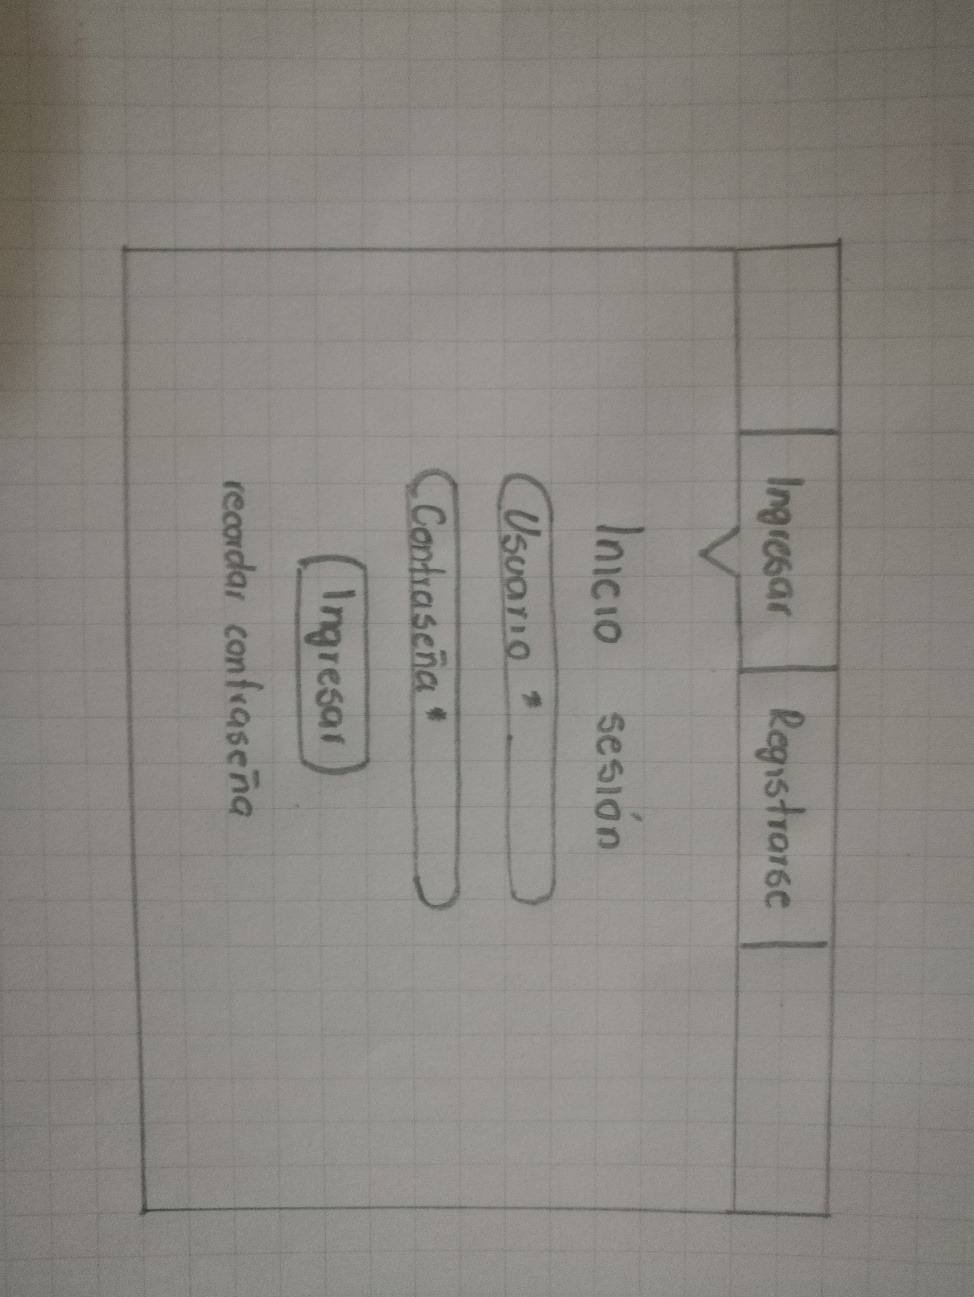 Ingresar Registrarse
Inicio sesión
Usuario *
Contraseña *
Ingresar
recordar contraseña